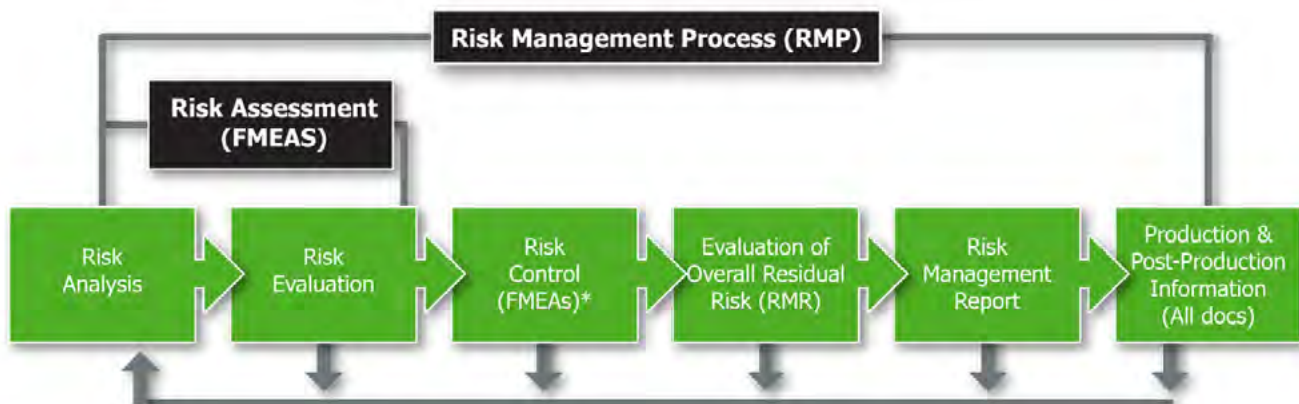 Risk Management Process (RMP)
Risk Assessment
(FMEAS)
Risk
Analysis
Risk
Evaluation
Risk
Control
(FMEAs)*
Evaluation of
Overall Residual
Risk (RMR)
Risk
Management
Report
Production &
Post-Production
Information
(All docs)